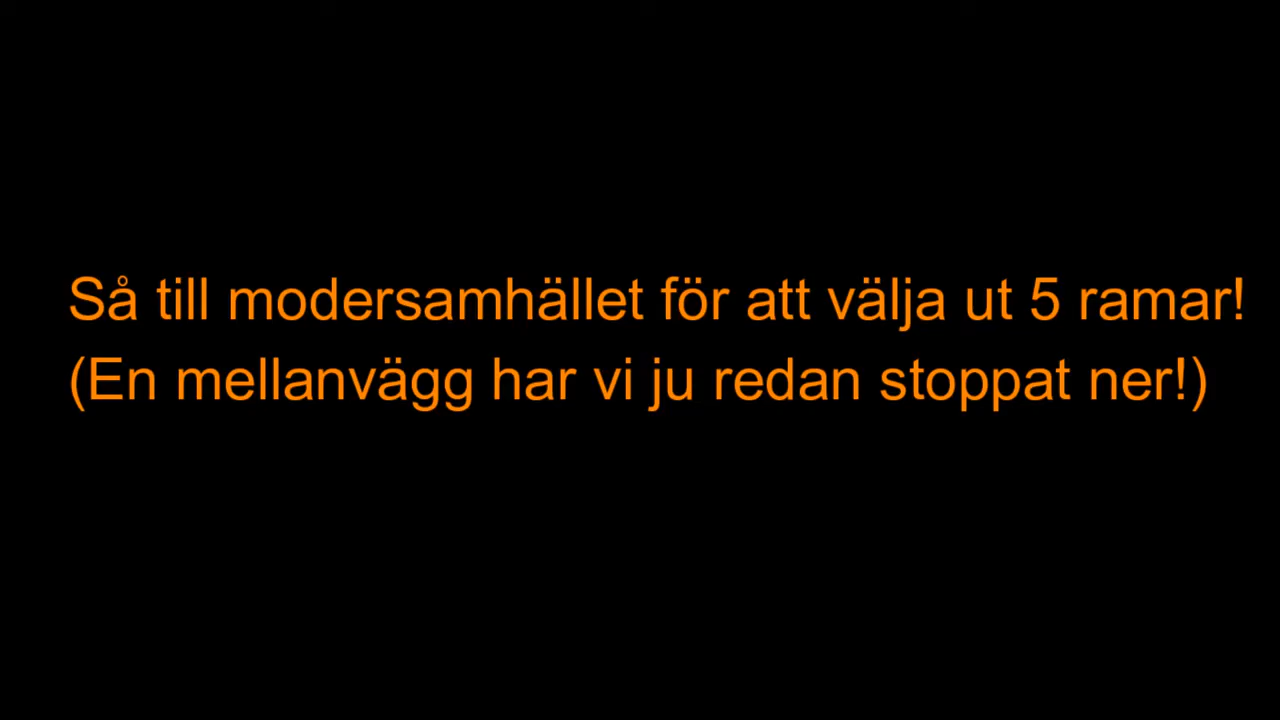 Så till modersamhället för att välja ut 5 ramar!
(En mellanvägg har vi ju redan stoppat ner!)